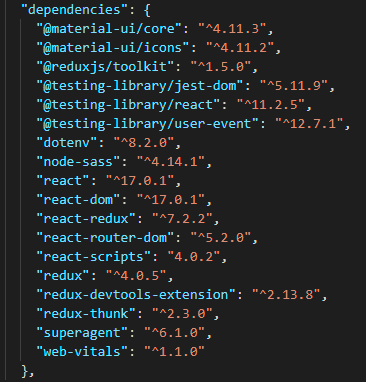 "dependencies": {
"@material-ui/core": "^4.11.3",
"@material-ui/icons": "^4.11.2",
"@reduxjs/toolkit": "^1.5.0",
"@testing-library/jest-dom": "^5.11.9",
"@testing-library/react": "^11.2.5",
"@testing-library/user-event": "^12.7.1",
"dotenv": "^8.2.0",
"node-sass": "^4.14.1",
"react": "^17.0.1",
"react-dom": "^17.0.1",
"react-redux": "^7.2.2",
"react-router-dom": "^5.2.0",
"react-scripts": "4.0.2",
"redux": "^4.0.5",
"redux-devtools-extension": "^2.13.8",
"redux-thunk": "^2.3.0",
"superagent": "^6.1.0",
"web-vitals": "^1.1.0"
},